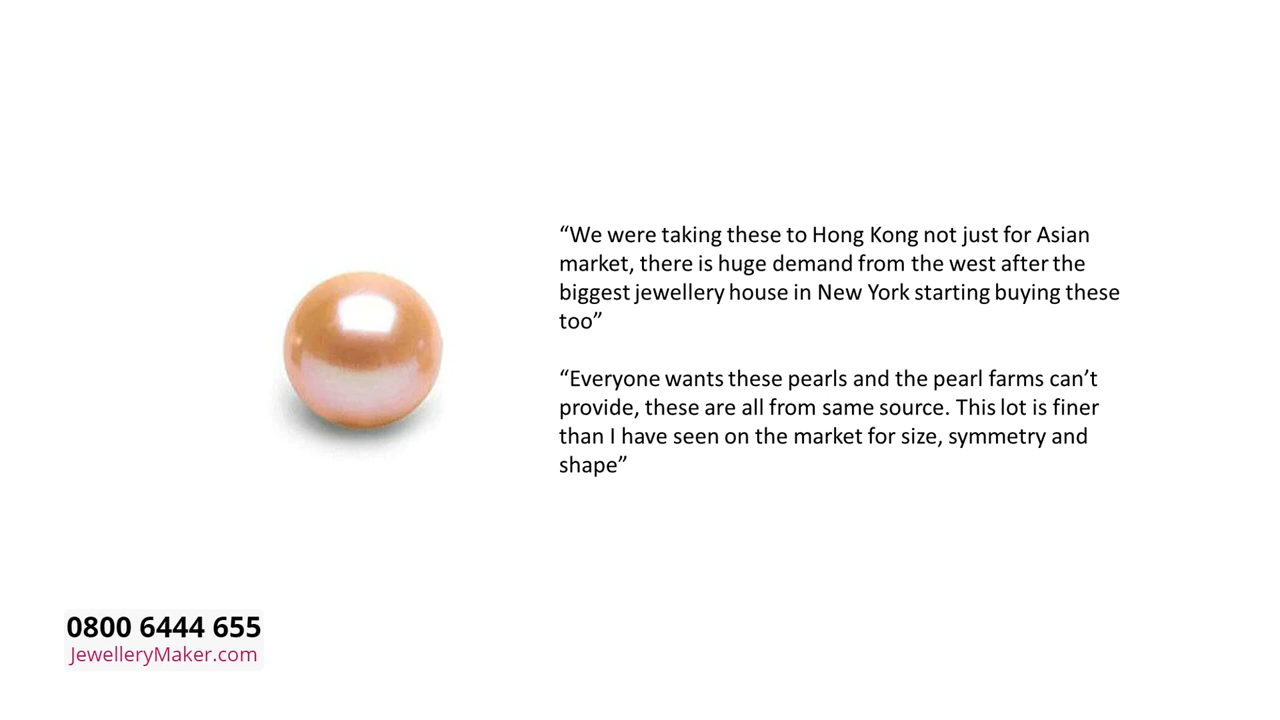 “We were taking these to Hong Kong not just for Asian
market, there is huge demand from the west after the
biggest jewellery house in New York starting buying these
too”
“Everyone wants these pearls and the pearl farms can’t
provide, these are all from same source. This lot is finer
than I have seen on the market for size, symmetry and
shape”
0800 6444 655
JewelleryMaker.com